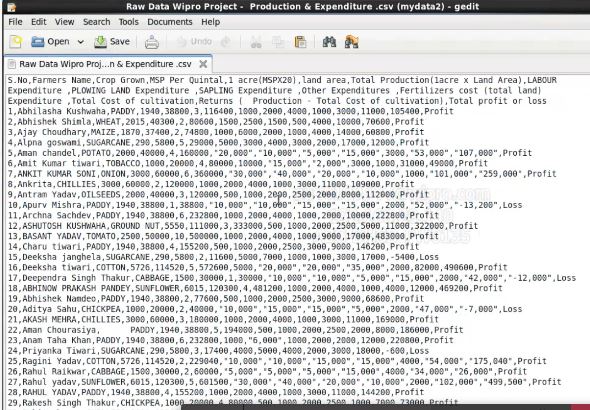 Raw Data Wipro Project -  Production & Expenditure .csv (mydata2) - gedit
File Edit View Search Tools Documents Help
Open Save Undo
Raw Data Wipro Proj...n & Expenditure .csv
S.No,Farmers Name,Crop Grown,MSP Per Quintal,1 acre(MSPX20),land area,Total Production(1acre x Land Area),LABOUR
Expenditure ,PLOWING LAND Expenditure ,SAPLING Expenditure ,Other Expenditures ,Fertilizers cost (total land)
Expenditure ,Total Cost of cultivation,Returns (  Production - Total Cost of cultivation),Total profit or loss
1,Abhilasha Kushwaha,PADDY,1940,38800,3,116400,1000,2000,4000,1000,3000,11000,105400,Profit
2,Abhishek Shimla,WHEAT,2015,40300,2,80600,1500,2500,1500,500,4000,10000,70600,Profit
3,Ajay Choudhary,MAIZE,1870,37400,2,74800,1000,6000,2000,1000,4000,14000,60800,Profit
4,Alpna goswami,SUGARCANE,290,5800,5,29000,5000,3000,4000,3000,2000,17000,12000,Profit
5,Aman chandel,POTATO,2000,40000,4,160000,"20,000","10,000","5,000","15,000",3000,"53,000","107,000",Profit
6,Amit Kumar tiwari,TOBACCO,1000,20000,4,80000,10000,"15,000","2,000",3000,1000,31000,49000,Profit
7,ANKIT KUMAR SONI,ONION,3000,60000,6,360000,"30,000","40,000","20,000","10,000",1000,"101,000","259,000",Profit
8,Ankrita,CHILLIES,3000,60000,2,120000,1000,2000,4000,1000,3000,11000,109000,Profit
9,Antram Yadav,OILSEEDS,2000,40000,3,120000,500,1000,2000,2500,2000,8000,112000,Profit
10,Apurv Mishra,PADDY,1940,38800,1,38800,"10,000","10,000","15,000","15,000",2000,"52,000","-13,200",Loss
11,Archna Sachdev,PADDY,1940,38800,6,232800,1000,2000,4000,1000,2000,10000,222800,Profit
12,ASHUTOSH KUSHWAHA,GROUND NUT,5550,111000,3,333000,500,1000,2000,2500,5000,11000,322000,Profit
13,BASANT YADAV,TOMATO,2500,50000,10,500000,1000,2000,4000,1000,9000,17000,483000,Profit
14,Charu tiwari,PADDY,1940,38800,4,155200,500,1000,2000,2500,3000,9000,146200,Profit
15,Deeksha janghela,SUGARCANE,290,5800,2,11600,5000,7000,1000,1000,3000,17000,-5400,Loss
16,Deeksha tiwari,COTTON,5726,114520,5,572600,5000,"20,000","20,000","35,000",2000,82000,490600,Profit
17,Deependra Singh Thakur,CABBAGE,1500,30000,1,30000,"10,000","10,000","5,000","15,000",2000,"42,000","-12,000",Loss
18,ABHINOW PRAKASH PANDEY,SUNFLOWER,6015,120300,4,481200,1000,2000,4000,1000,4000,12000,469200,Profit
19,Abhishek Namdeo,PADDY,1940,38800,2,77600,500,1000,2000,2500,3000,9000,68600,Profit
20,Aditya Sahu,CHICKPEA,1000,20000,2,40000,"10,000","15,000","15,000","5,000",2000,"47,000","-7,000",Loss
21,AKASH MEHRA,CHILLIES,3000,60000,3,180000,1000,2000,4000,1000,3000,11000,169000,Profit
22,Aman Chourasiya,      PADDY,1940,38800,5,194000,500,1000,2000,2500,2000,8000,186000,Profit
23,Anam Taha Khan,PADDY,1940,38800,6,232800,1000,"6,000",1000,2000,2000,12000,220800,Profit
24,Priyanka Tiwari,SUGARCANE,290,5800,3,17400,4000,5000,4000,2000,3000,18000,-600,Loss
25,Ragini Yadav,COTTON,5726,114520,2,229040,"10,000","10,000","15,000","15,000",4000,"54,000","175,040",Profit
26,Rahul Raikwar,CABBAGE,1500,30000,2,60000,"5,000","5,000","5,000","15,000",4000,"34,000","26,000",Profit
27,Rahul yadav,SUNFLOWER,6015,120300,5,601500,"30,000","40,000","20,000","10,000",2000,"102,000","499,500",Profit
28,RAHUL YADAV,PADDY,1940,38800,4,155200,1000,2000,4000,1000,3000,11000,144200,Profit
29,Rakesh Singh Thakur,CHICKPEA,1000,20000,4,80000,500,1000,2000,2500,1000,7000,73000,Profit